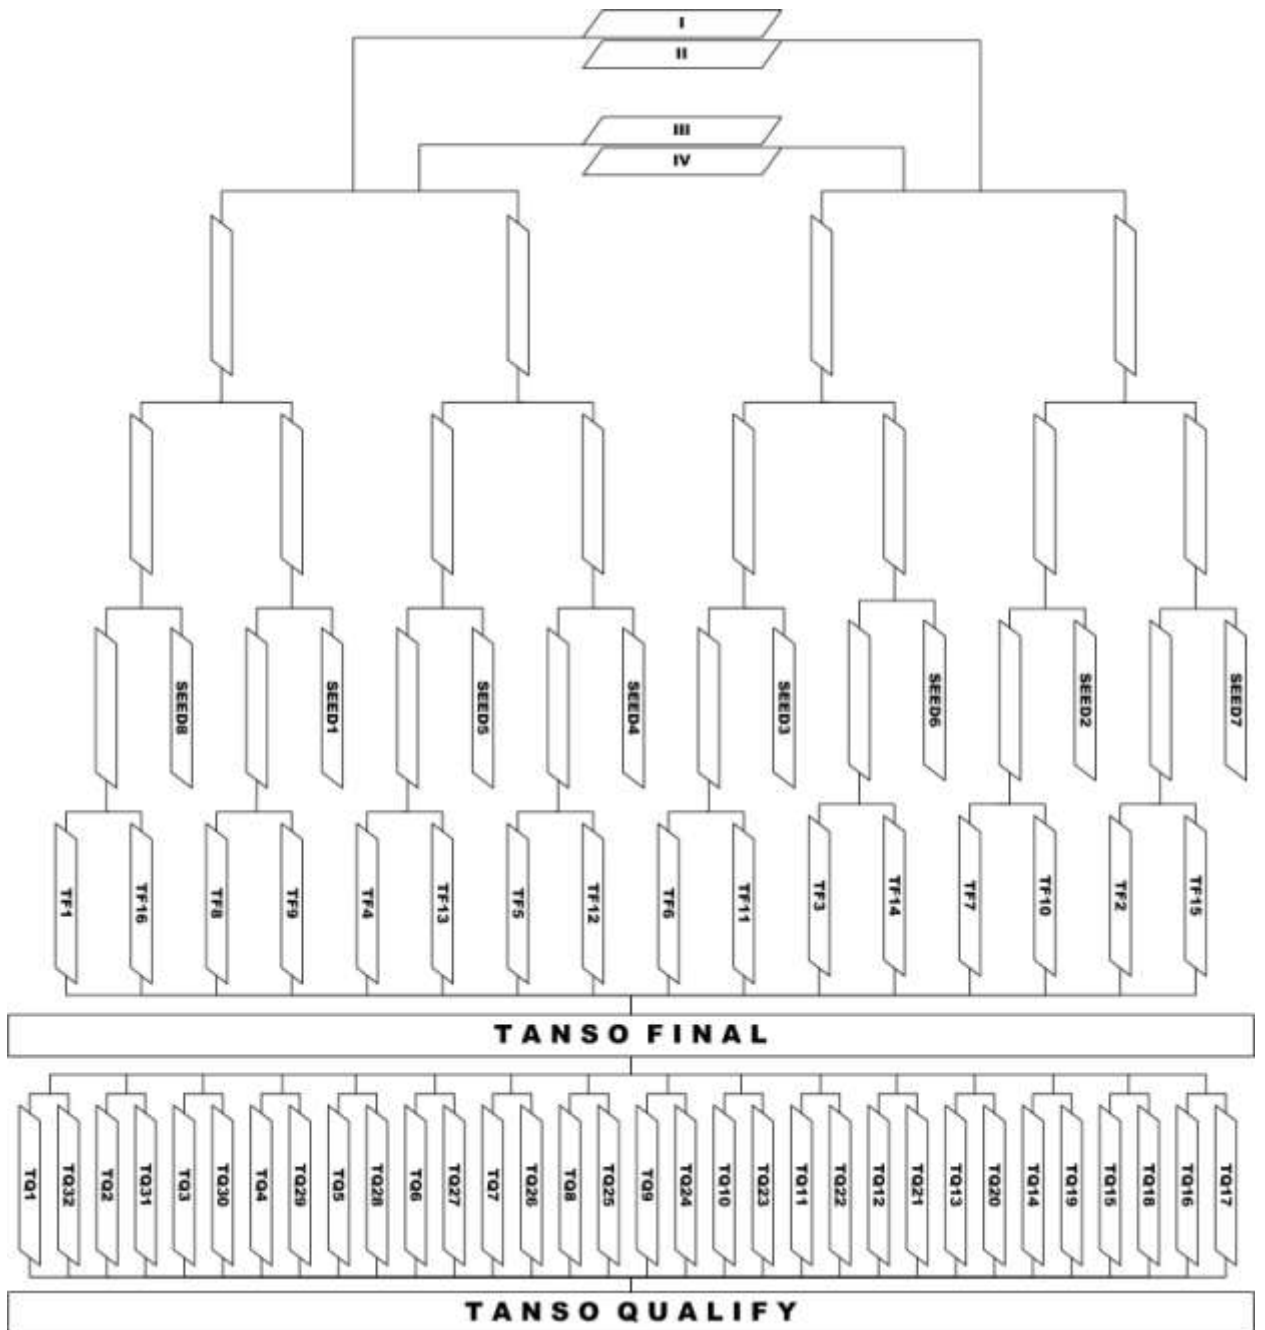 I
II
III
IV
SEED8
SEED1
SEED5
SEED4
SEED3
SEED6
SEED2
SEED7
TF1
TF16
TF8
TF9
TF4
TF13
TF5
TF12
TF6
TF11
TF3
TF14
TF7
TF10
TF2
TF15
TANSO FINAL
TQ1
TQ32
TQ2
TQ31
TQ3
TQ30
TQ4
TQ29
TQ5
TQ28
TQ6
TQ27
TQ7
TQ26
TQ8
TQ25
TQ9
TQ24
TQ10
TQ23
TQ11
TQ22
TQ12
TQ21
TQ13
TQ20
TQ14
TQ19
TQ15
TQ18
TQ16
TQ17
TANSO QUALIFY